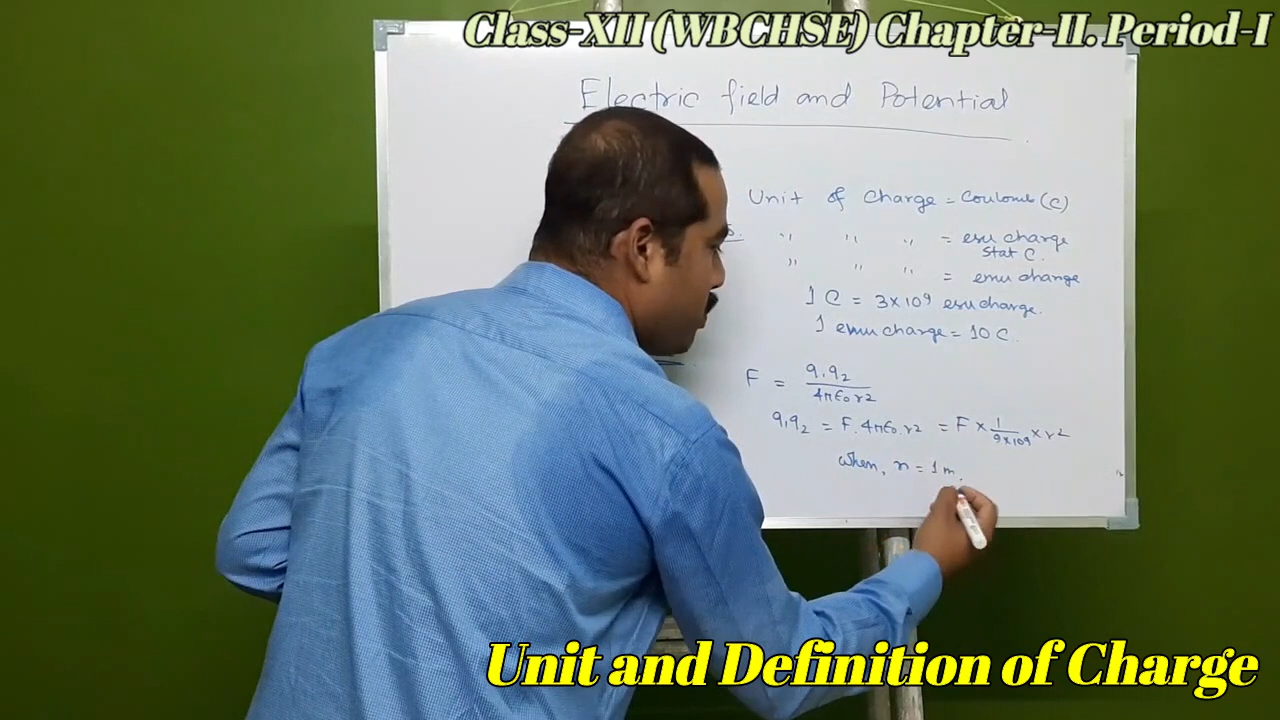 Class-XII (WBCHSE) Chapter-II. Period-I
Electric field and Potential
Unit of Charge = Coulomb (C)
" " " = esu charge
stat C.
" " " = emu charge
1 C = 3×10⁹ esu charge.
1 emu charge = 10 C.
F = q₁q₂ / 4πϵ₀r²
q₁q₂ = F. 4πϵ₀.r² = F × 1/9×10⁹ × r²
When, r = 1 m.
Unit and Definition of Charge